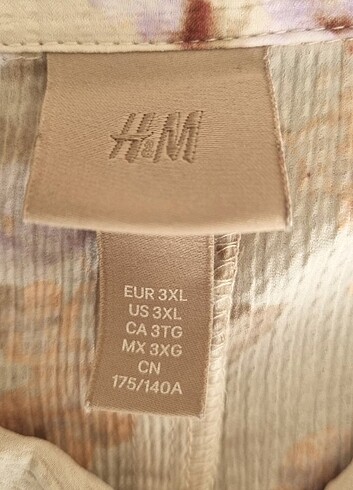 H&M
EUR 3XL
US 3XL
CA 3TG
MX 3XG
CN
175/140A